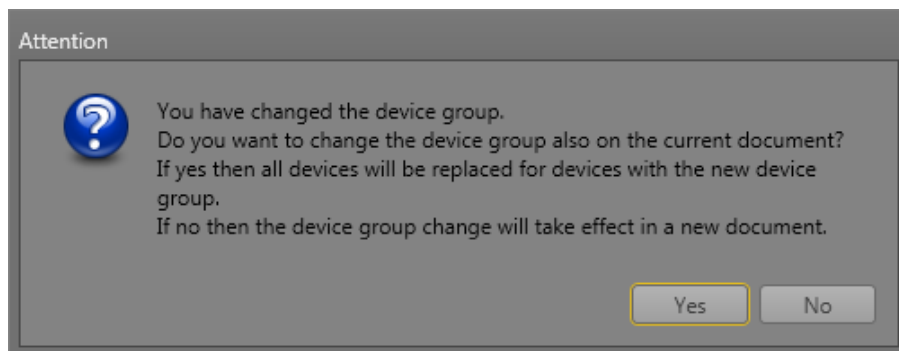 Attention
You have changed the device group.
Do you want to change the device group also on the current document?
If yes then all devices will be replaced for devices with the new device
group.
If no then the device group change will take effect in a new document.
Yes
No